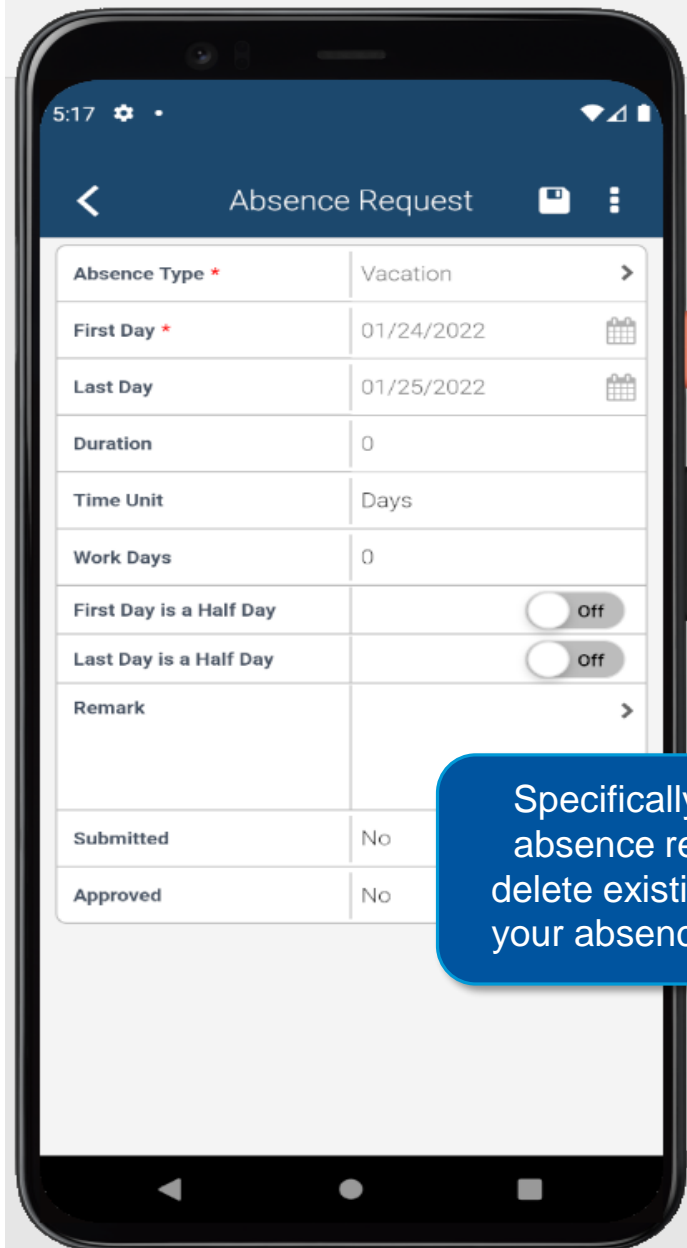 5:17
Absence Request
Absence Type * Vacation
First Day * 01/24/2022
Last Day 01/25/2022
Duration 0
Time Unit Days
Work Days 0
First Day is a Half Day Off
Last Day is a Half Day Off
Remark
Submitted No
Approved No
Specifically
absence re
delete existi
your absenc